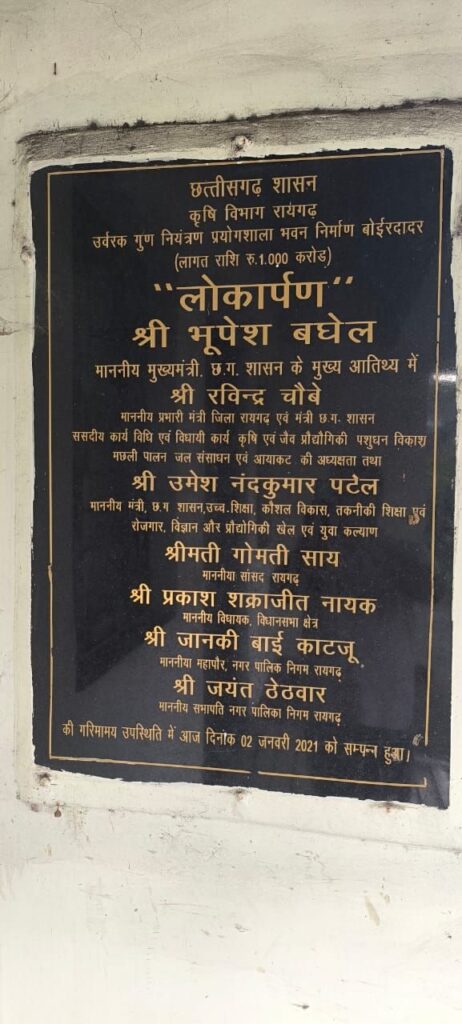 छत्तीसगढ़ शासन
कृषि विभाग रायगढ़
उर्वरक गुण नियंत्रण प्रयोगशाला भवन निर्माण बोईरदादर
(लागत राशि रु.1.000 करोड)
"लोकार्पण"
श्री भूपेश बघेल
माननीय मुख्यमंत्री, छ.ग. शासन के मुख्य आतिथ्य में
श्री रविन्द्र चौबे
माननीय प्रभारी मंत्री जिला रायगढ़ एवं मंत्री छ.ग. शासन
ससदीय कार्य विधि एवं विधायी कार्य कृषि एवं जैव प्रौद्योगिकी पशुधन विकाश
मछली पालन जल संसाधन एवं आयाकट की अध्यक्षता तथा
श्री उमेश नंदकुमार पटेल
माननीय मंत्री, छ.ग शासन,उच्च.शिक्षा, कौशल विकास, तकनीकी शिक्षा एवं
रोजगार, विज्ञान और प्रौद्योगिकी खेल एवं युवा कल्याण
श्रीमती गोमती साय
माननीया सांसद रायगढ़
श्री प्रकाश शक्राजीत नायक
माननीय विधायक, विधानसभा क्षेत्र
श्री जानकी बाई काटजू
माननीया महापौर, नगर पालिक निगम रायगढ़
श्री जयंत ठेठवार
माननीय सभापति नगर पालिका निगम रायगढ़
की गरिमामय उपस्थिति में आज दिनांक 02 जनवरी 2021 को सम्पन्न हुआ।